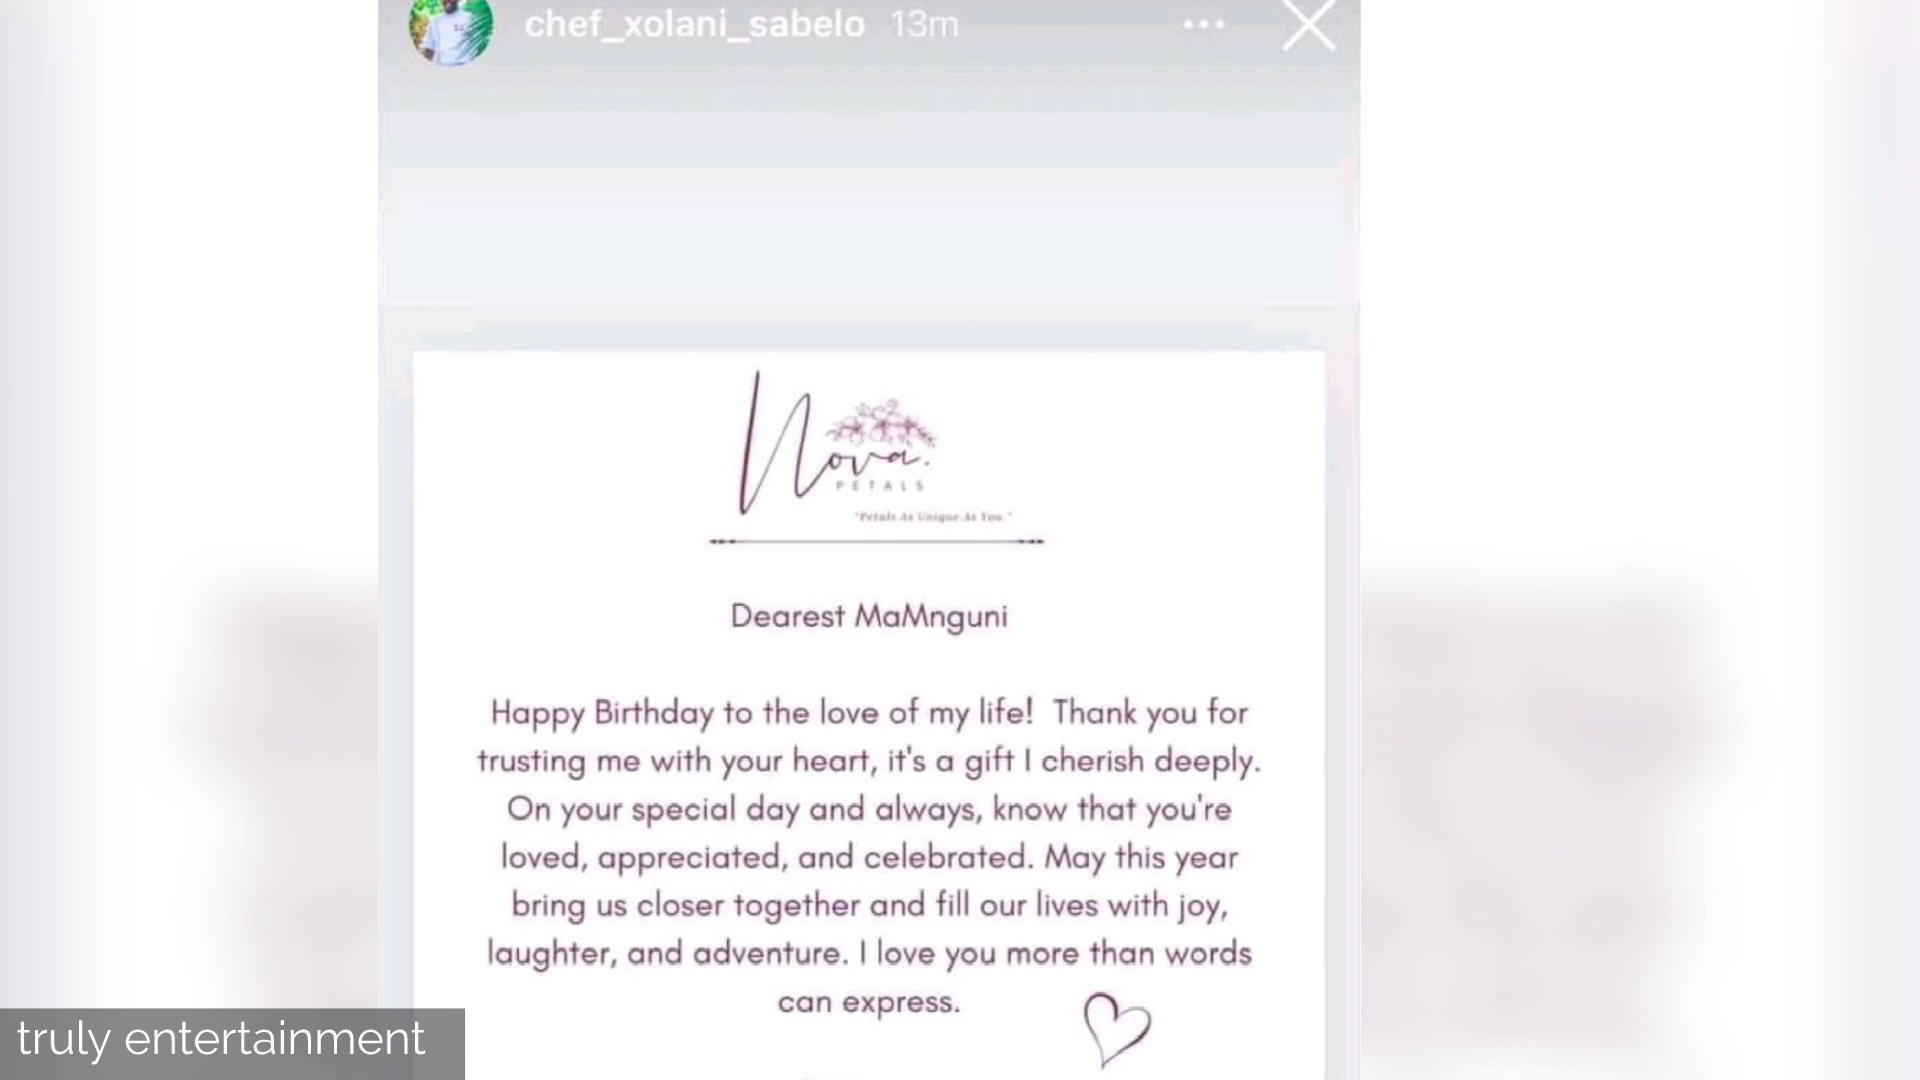 chef_xolani_sabelo 13m
Nova.
PETALS
"Petals As Unique As You."
Dearest MaMnguni
Happy Birthday to the love of my life! Thank you for
trusting me with your heart, it's a gift I cherish deeply.
On your special day and always, know that you're
loved, appreciated, and celebrated. May this year
bring us closer together and fill our lives with joy,
laughter, and adventure. I love you more than words
can express.
truly entertainment